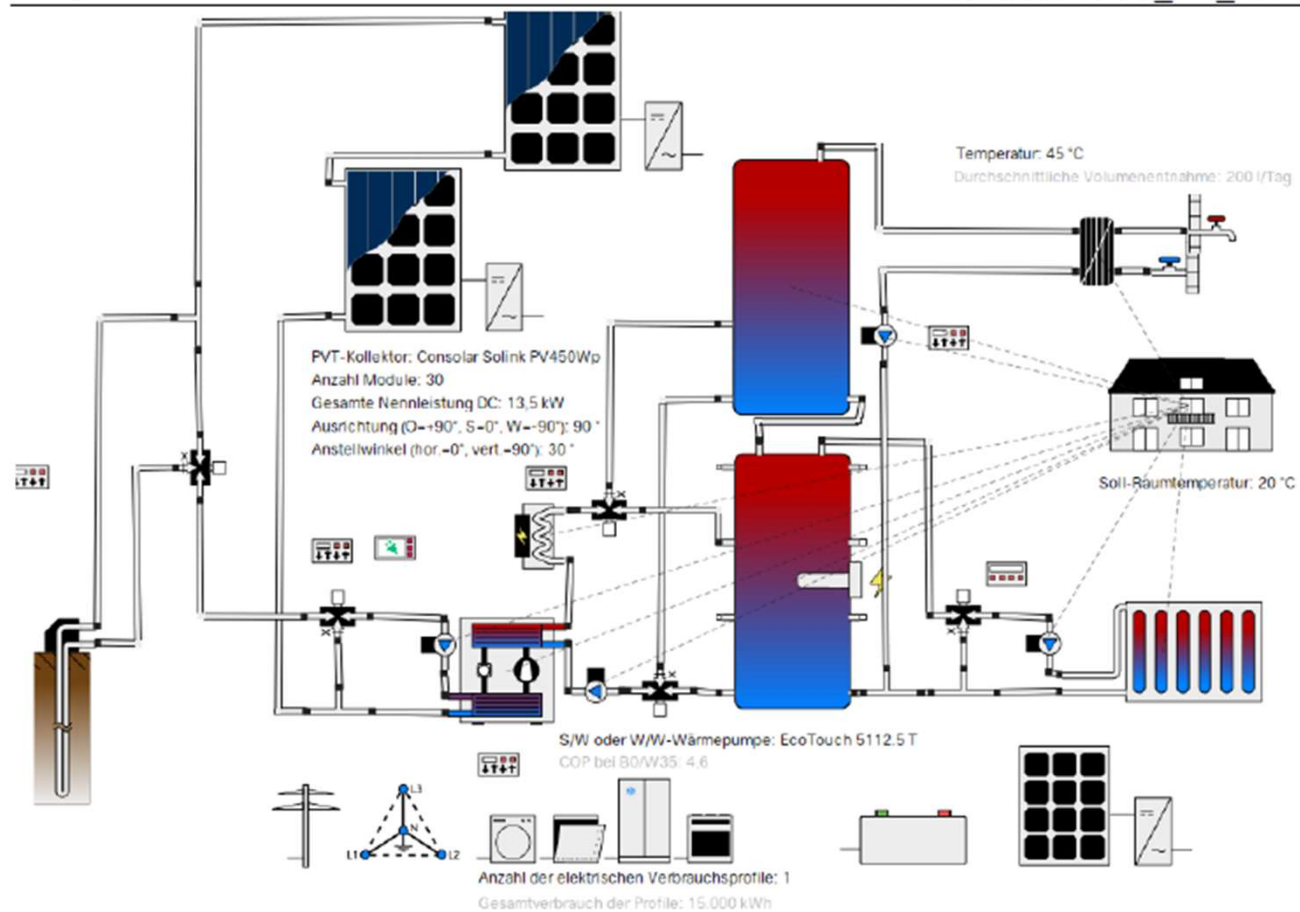 Temperatur: 45 °C
Durchschnittliche Volumenentnahme: 200 l/Tag
PVT-Kollektor: Consolar Solink PV450Wp
Anzahl Module: 30
Gesamte Nennleistung DC: 13,5 kW
Ausrichtung (O=+90°, S=0°, W=-90°): 90 °
Anstellwinkel (hor.=0°, vert.=90°): 30 °
Soll-Raumtemperatur: 20 °C
S/W oder W/W-Wärmepumpe: EcoTouch 5112.5 T
COP bei B0/W35: 4,6
L3
N
L1
L2
Anzahl der elektrischen Verbrauchsprofile: 1
Gesamtverbrauch der Profile: 15.000 kWh